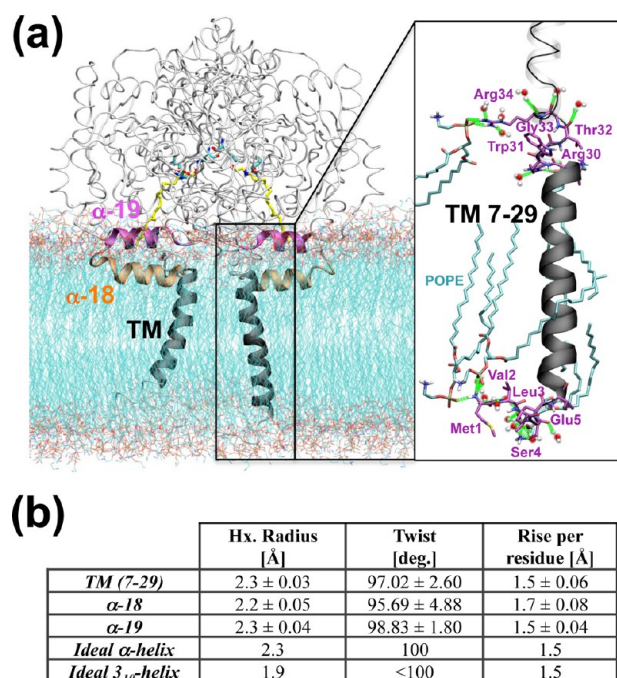 (a)
α-19
α-18
TM
Arg34
Gly33
Thr32
Trp31
Arg30
TM 7-29
POPE
Val2
Leu3
Glu5
Met1
Ser4
(b)
Hx. Radius [Å] Twist [deg.] Rise per residue [Å]
TM (7-29) 2.3 ± 0.03 97.02 ± 2.60 1.5 ± 0.06
α-18 2.2 ± 0.05 95.69 ± 4.88 1.7 ± 0.08
α-19 2.3 ± 0.04 98.83 ± 1.80 1.5 ± 0.04
Ideal α-helix 2.3 100 1.5
Ideal 3₁₀-helix 1.9 <100 1.5